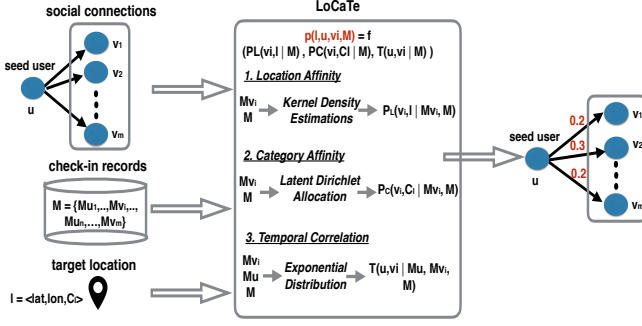 social connections
v1
v2
vm
seed user
u
check-in records
M = {Mu1,..,Mvi,..,
Mun,...,Mvm}
target location
l = <lat,lon,Cl>
LoCaTe
p(l,u,vi,M) = f
(PL(vi,l | M) , PC(vi,Cl | M), T(u,vi | M) )
1. Location Affinity
Mvi
M
Kernel Density
Estimations
PL(vi,l | Mvi, M)
2. Category Affinity
Mvi
M
Latent Dirichlet
Allocation
PC(vi,Cl | Mvi, M)
3. Temporal Correlation
Mvi
Mu
M
Exponential
Distribution
T(u,vi | Mu, Mvi,
M)
seed user
u
0.2
0.3
0.2
v1
v2
vm